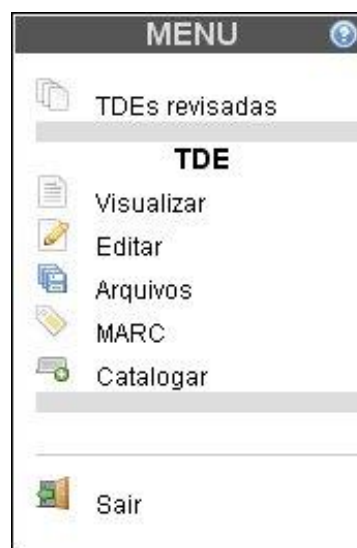 MENU ?
TDEs revisadas
TDE
Visualizar
Editar
Arquivos
MARC
Catalogar
Sair